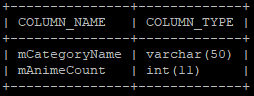 +---------------+-------------+
| COLUMN_NAME   | COLUMN_TYPE |
+---------------+-------------+
| mCategoryName | varchar(50) |
| mAnimeCount   | int(11)     |
+---------------+-------------+